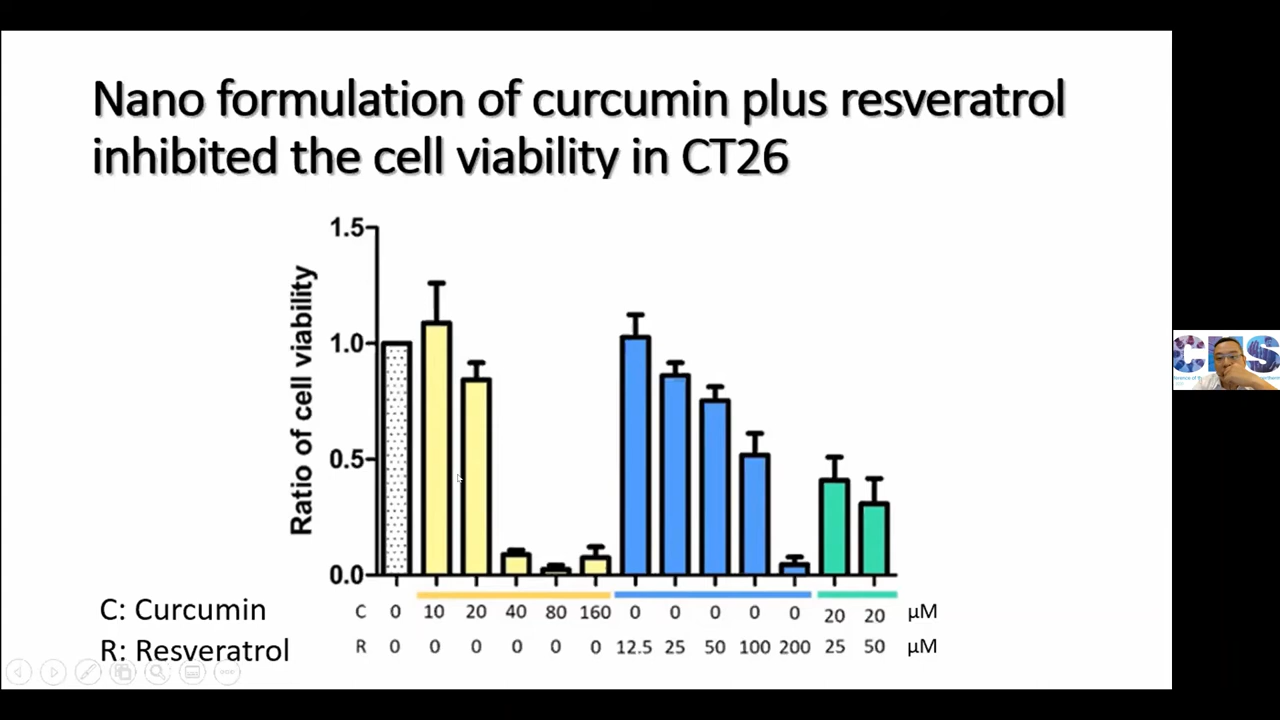 Nano formulation of curcumin plus resveratrol
inhibited the cell viability in CT26
Ratio of cell viability
1.5
1.0
0.5
0.0
C: Curcumin
R: Resveratrol
C 0 10 20 40 80 160 0 0 0 0 0 20 20 µM
R 0 0 0 0 0 0 12.5 25 50 100 200 25 50 µM